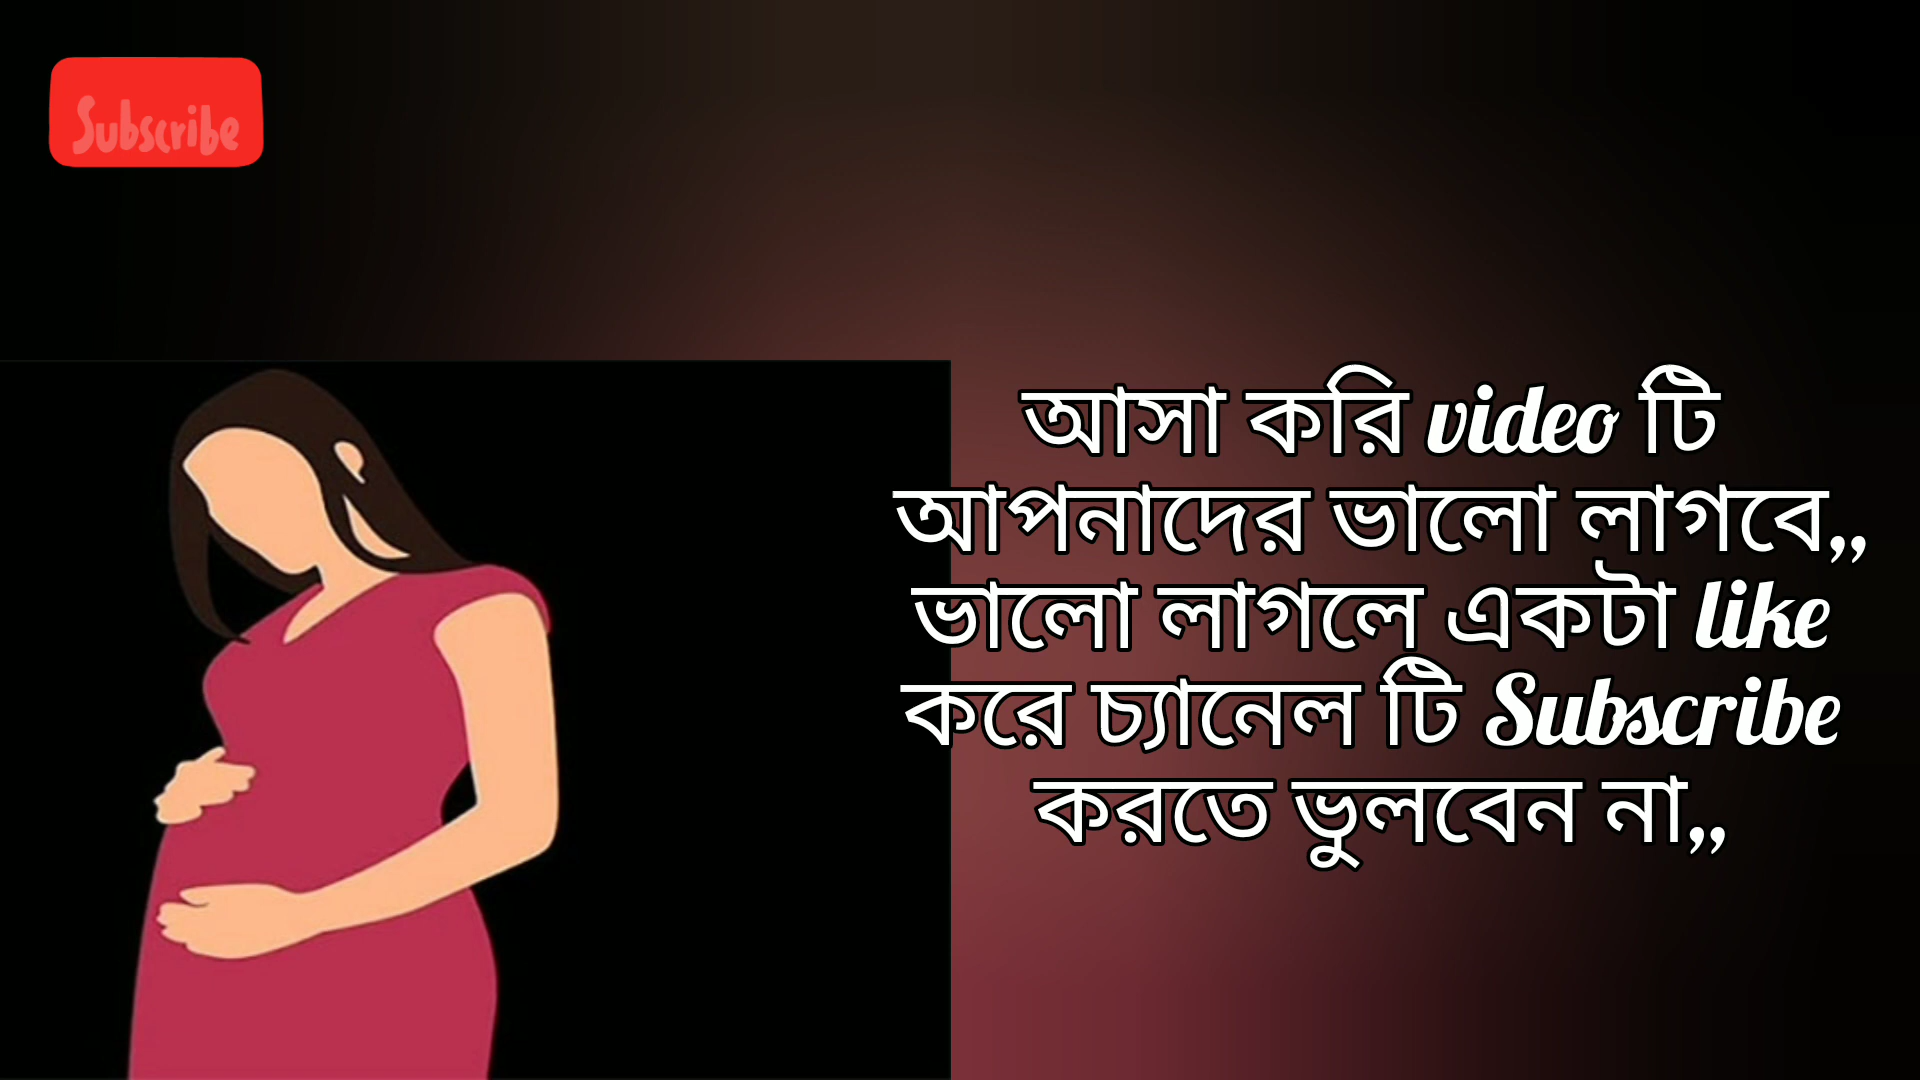 Subscribe
আসা করি video টি
আপনাদের ভালো লাগবে,,
ভালো লাগলে একটা like
করে চ্যানেল টি Subscribe
করতে ভুলবেন না,,